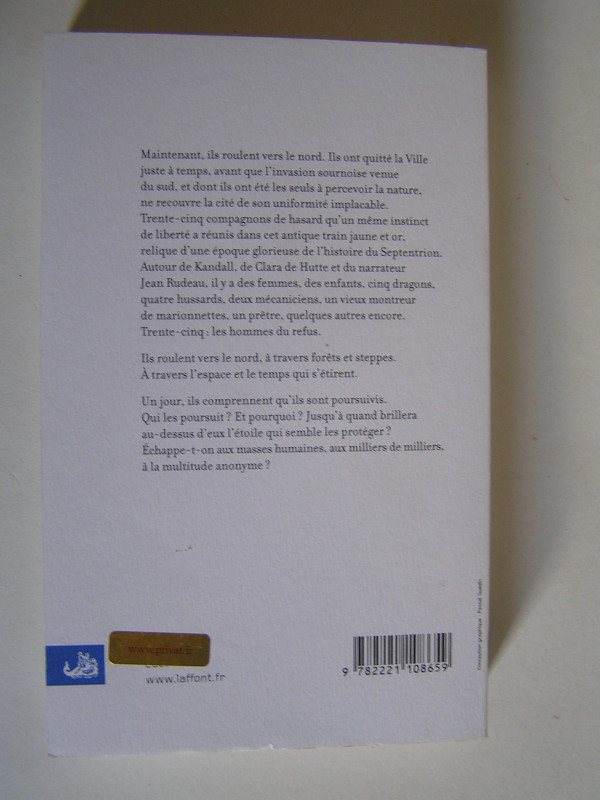 Maintenant, ils roulent vers le nord. Ils ont quitté la Ville
juste à temps, avant que l'invasion sournoise venue
du sud, et dont ils ont été les seuls à percevoir la nature,
ne recouvre la cité de son uniformité implacable.
Trente-cinq compagnons de hasard qu'un même instinct
de liberté a réunis dans cet antique train jaune et or,
relique d'une époque glorieuse de l'histoire du Septentrion.
Autour de Kandall, de Clara de Hutte et du narrateur
Jean Rudeau, il y a des femmes, des enfants, cinq dragons,
quatre hussards, deux mécaniciens, un vieux montreur
de marionnettes, un prêtre, quelques autres encore.
Trente-cinq : les hommes du refus.
Ils roulent vers le nord, à travers forêts et steppes.
À travers l'espace et le temps qui s'étirent.
Un jour, ils comprennent qu'ils sont poursuivis.
Qui les poursuit ? Et pourquoi ? Jusqu'à quand brillera
au-dessus d'eux l'étoile qui semble les protéger ?
Échappe-t-on aux masses humaines, aux milliers de milliers,
à la multitude anonyme ?
www.privat.fr
www.laffont.fr
9 782221 108659
Conception graphique : Pascal Guédin